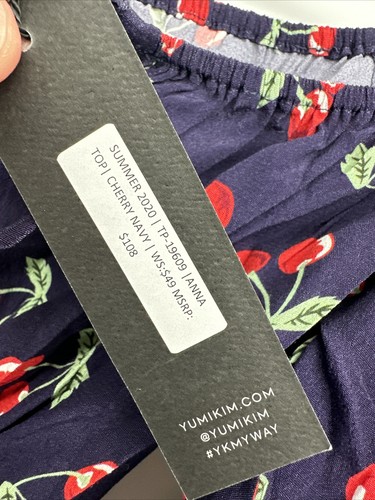 SUMMER 2020 | TP-19609 |ANNA
TOP| CHERRY NAVY | WS:$49 MSRP:
$108
YUMIKIM.COM
@YUMIKIM
#YKMYWAY